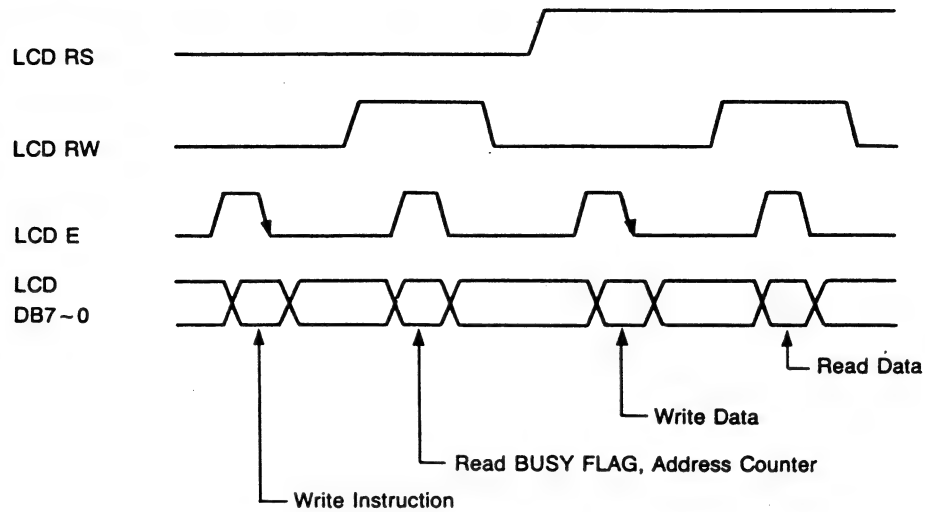 LCD RS
LCD RW
LCD E
LCD
DB7~0
Read Data
Write Data
Read BUSY FLAG, Address Counter
Write Instruction